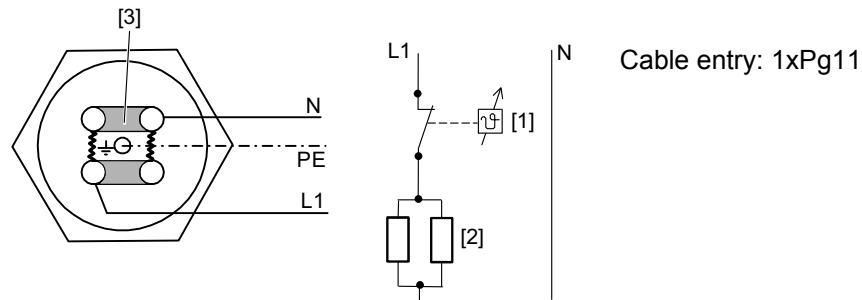 [3]
N
PE
L1
L1
N
ϑ
[1]
[2]
Cable entry: 1xPg11